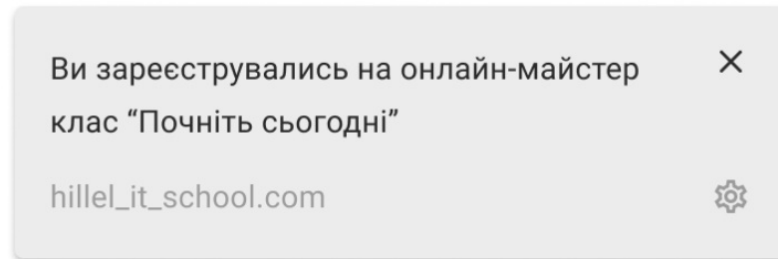 Ви зареєструвались на онлайн-майстер
клас “Почніть сьогодні”
hillel_it_school.com